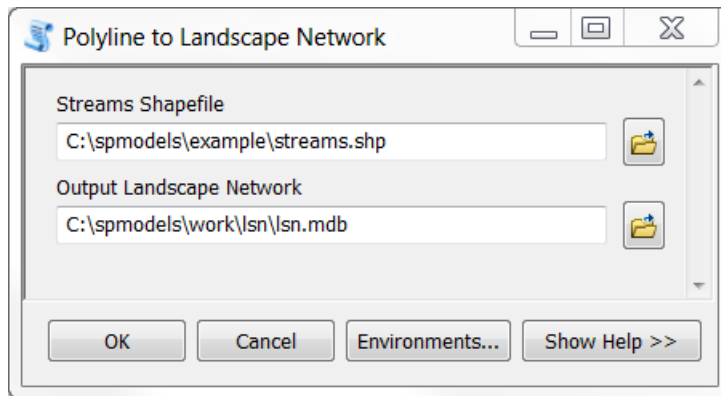 Polyline to Landscape Network
Streams Shapefile
C:\spmodels\example\streams.shp
Output Landscape Network
C:\spmodels\work\lsn\lsn.mdb
OK Cancel Environments... Show Help >>